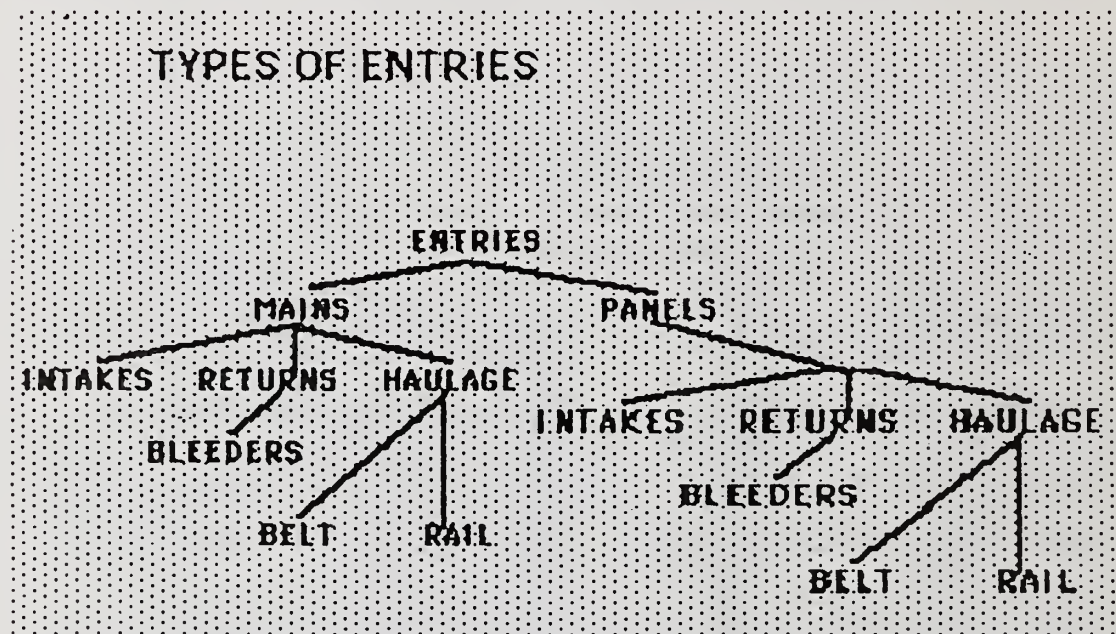 TYPES OF ENTRIES
ENTRIES
MAINS PANELS
INTAKES RETURNS HAULAGE
INTAKES RETURNS HAULAGE
BLEEDERS
BLEEDERS
BELT RAIL
BELT RAIL